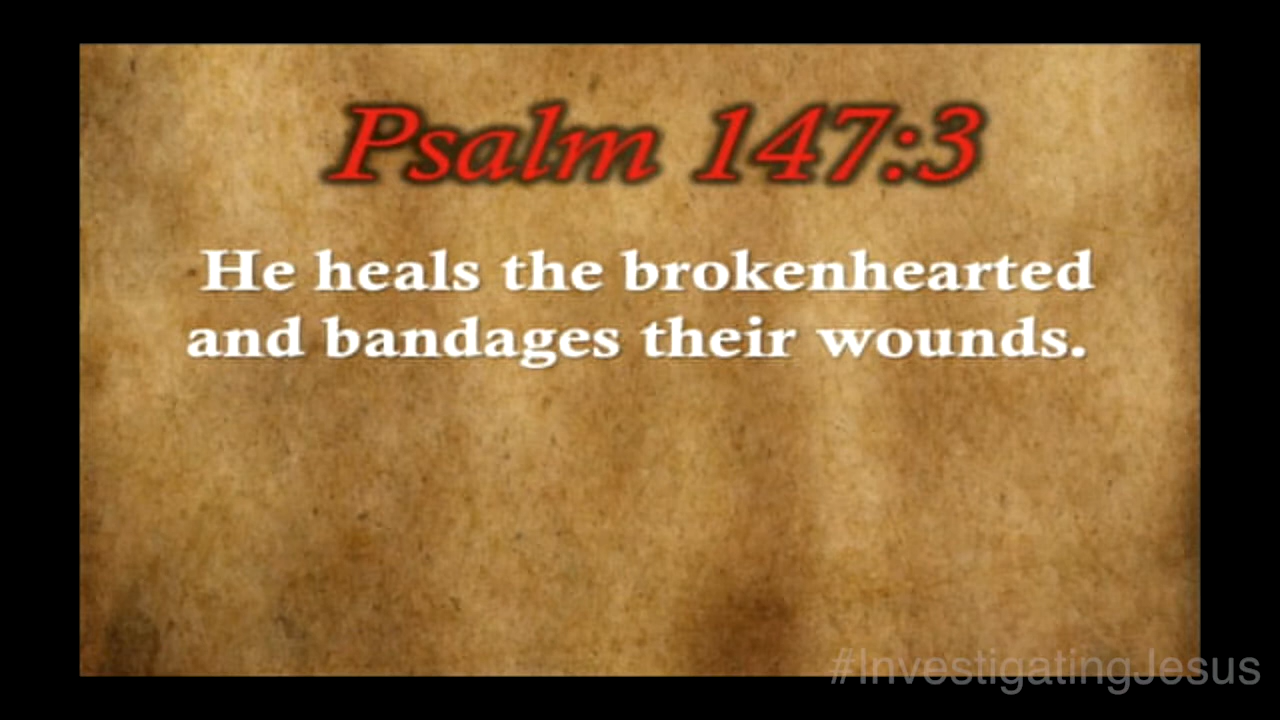 Psalm 147:3
He heals the brokenhearted
and bandages their wounds.
#InvestigatingJesus